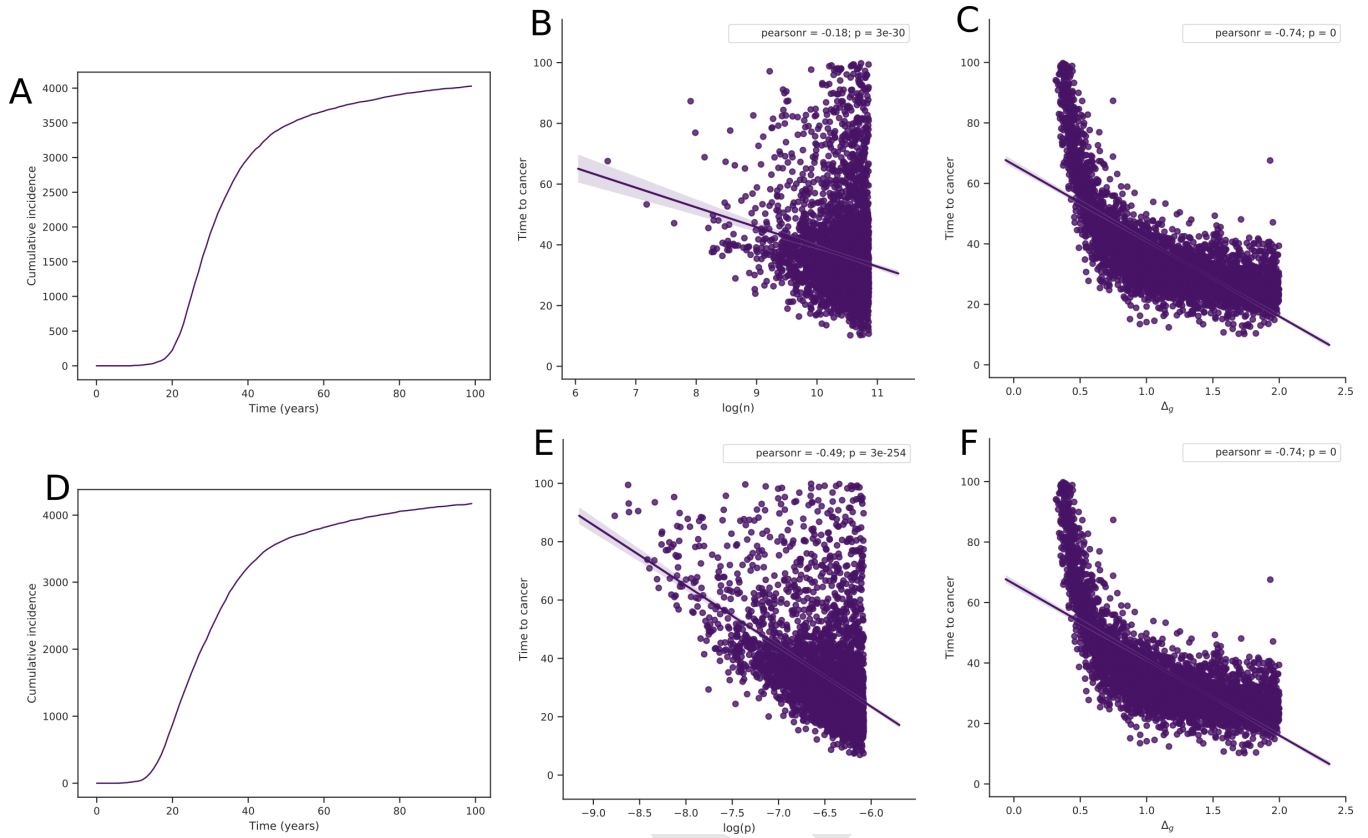 A
4000
3500
3000
2500
2000
1500
1000
500
0
Cumulative incidence
0 20 40 60 80 100
Time (years)
B
pearsonr = -0.18; p = 3e-30
100
80
60
40
20
0
Time to cancer
6 7 8 9 10 11
log(n)
C
pearsonr = -0.74; p = 0
100
80
60
40
20
0
Time to cancer
0.0 0.5 1.0 1.5 2.0 2.5
Δg
D
4000
3000
2000
1000
0
Cumulative incidence
0 20 40 60 80 100
Time (years)
E
pearsonr = -0.49; p = 3e-254
100
80
60
40
20
0
Time to cancer
−9.0 −8.5 −8.0 −7.5 −7.0 −6.5 −6.0
log(p)
F
pearsonr = -0.74; p = 0
100
80
60
40
20
0
Time to cancer
0.0 0.5 1.0 1.5 2.0 2.5
Δg